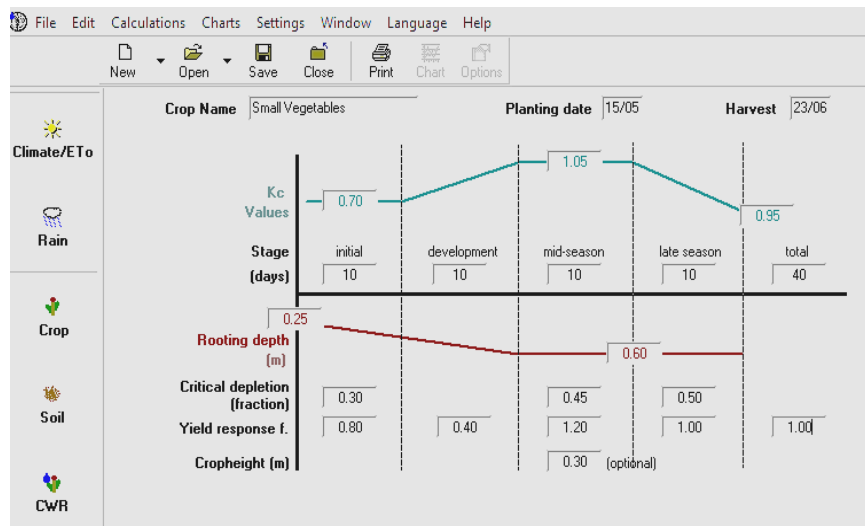 File Edit Calculations Charts Settings Window Language Help
New Open Save Close Print Chart Options
Crop Name Small Vegetables Planting date 15/05 Harvest 23/06
Climate/ETo
1.05
Kc
Values
0.70
0.95
Rain
Stage initial development mid-season late season total
(days) 10 10 10 10 40
0.25
Crop
Rooting depth
(m)
0.60
Critical depletion
(fraction)
0.30 0.45 0.50
Soil
Yield response f. 0.80 0.40 1.20 1.00 1.00
Cropheight (m) 0.30 (optional)
CWR